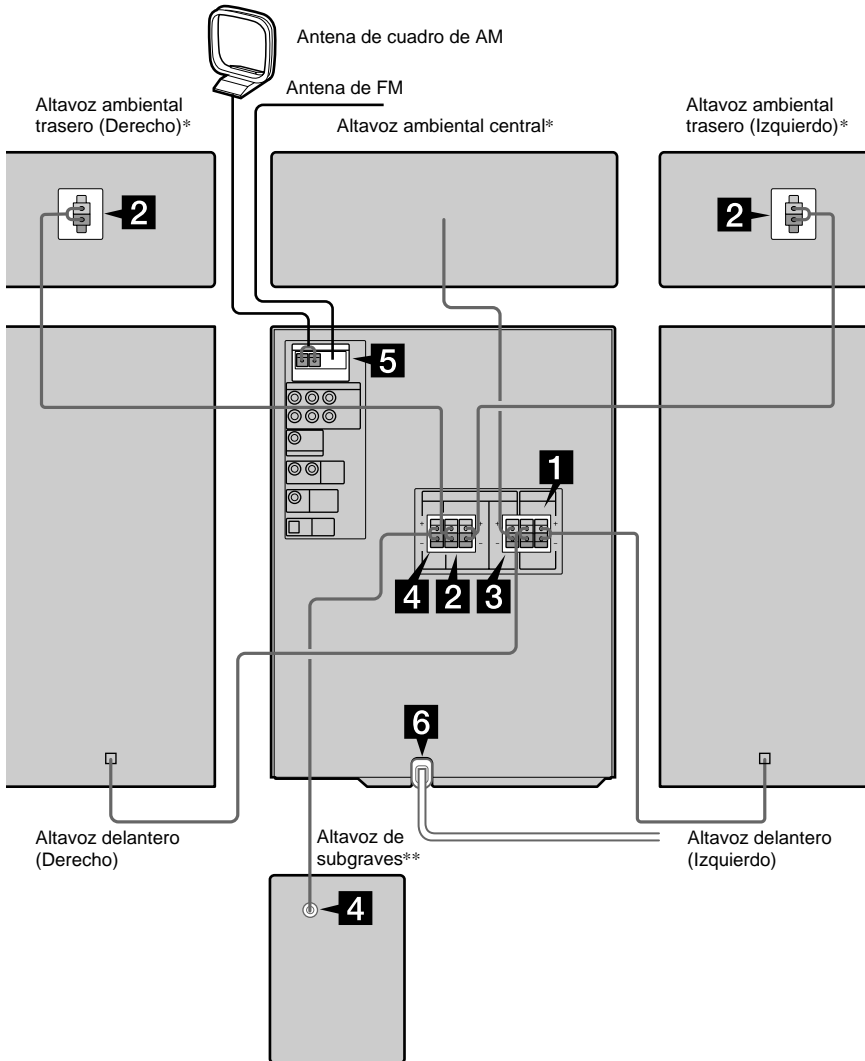 Antena de cuadro de AM
Antena de FM
Altavoz ambiental
trasero (Derecho)*
Altavoz ambiental central*
Altavoz ambiental
trasero (Izquierdo)*
2
2
5
1
+
+
+
+
–
–
–
–
4
2
3
6
Altavoz delantero
(Derecho)
Altavoz de
subgraves**
Altavoz delantero
(Izquierdo)
4